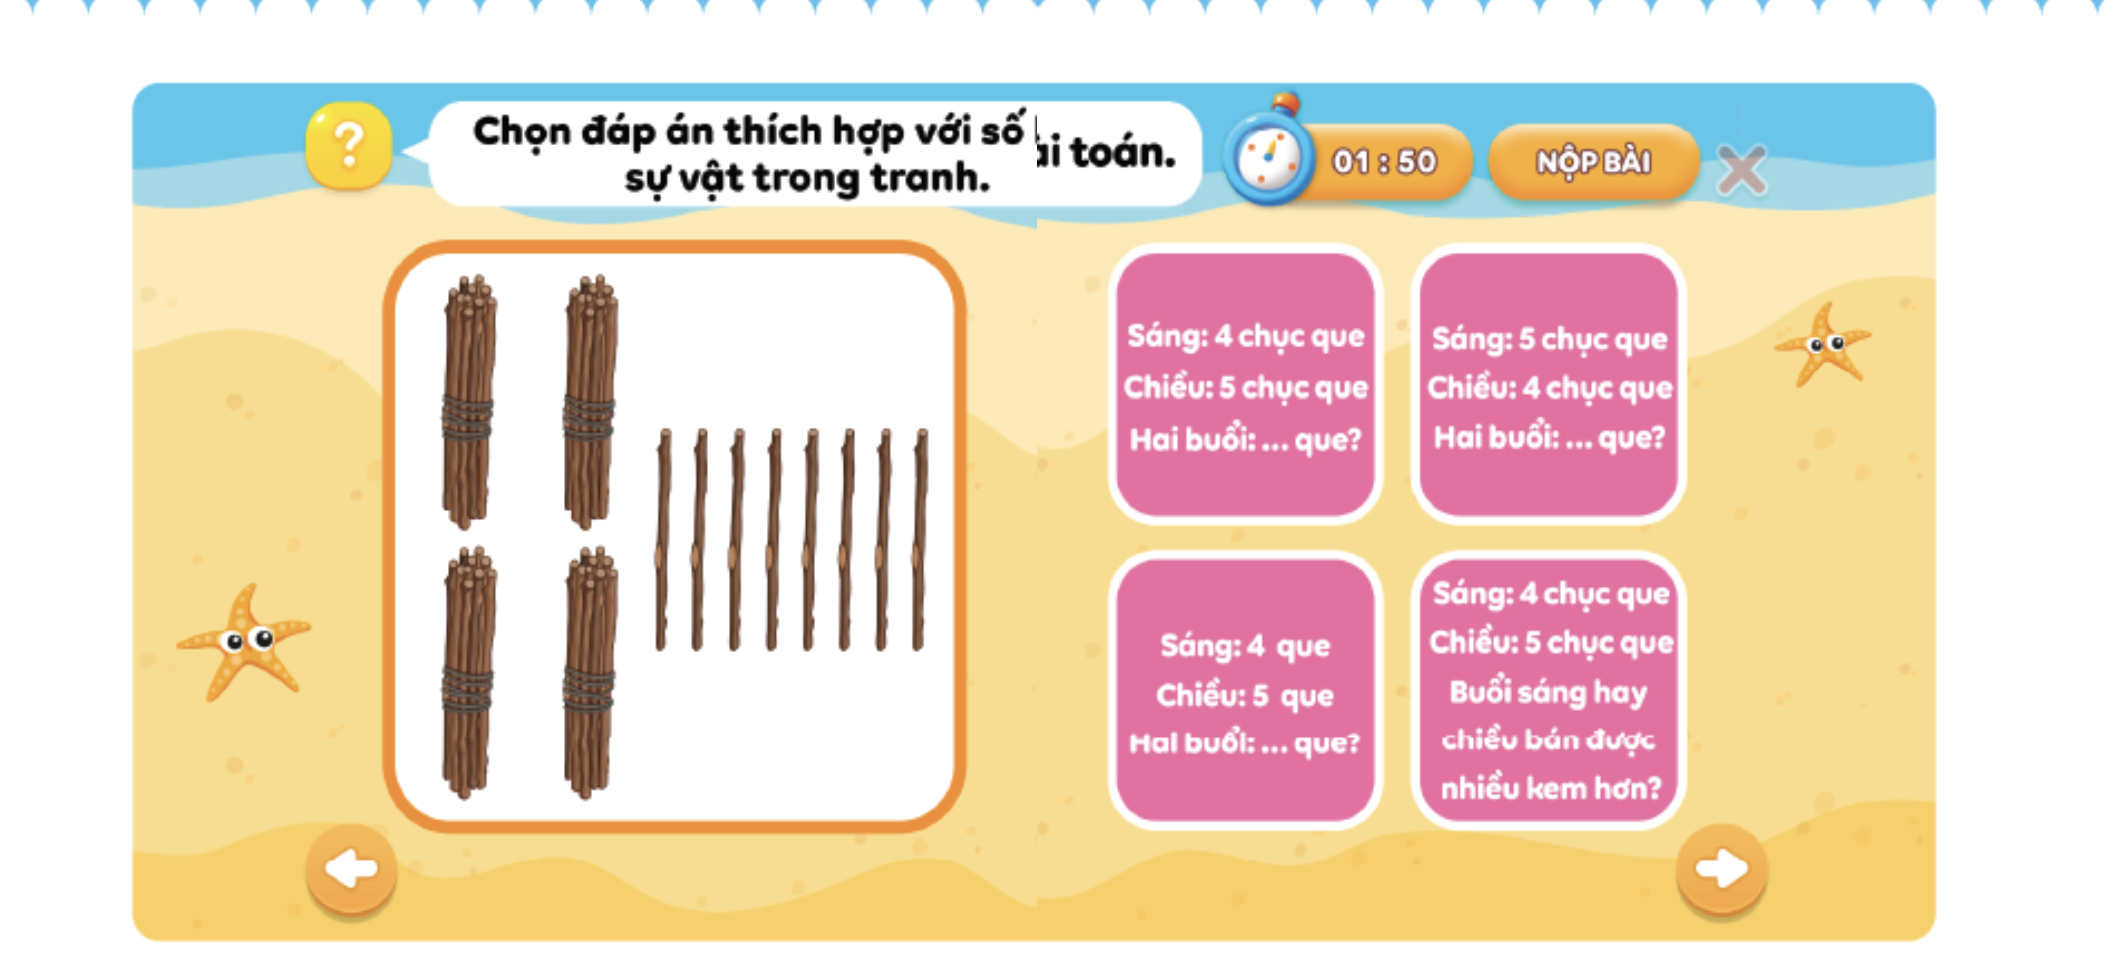 ?
Chọn đáp án thích hợp với số
sự vật trong tranh.
ài toán.
01 : 50
NỘP BÀI
Sáng: 4 chục que
Chiều: 5 chục que
Hai buổi: ... que?
Sáng: 5 chục que
Chiều: 4 chục que
Hai buổi: ... que?
Sáng: 4 que
Chiều: 5 que
Hai buổi: ... que?
Sáng: 4 chục que
Chiều: 5 chục que
Buổi sáng hay
chiều bán được
nhiều kem hơn?